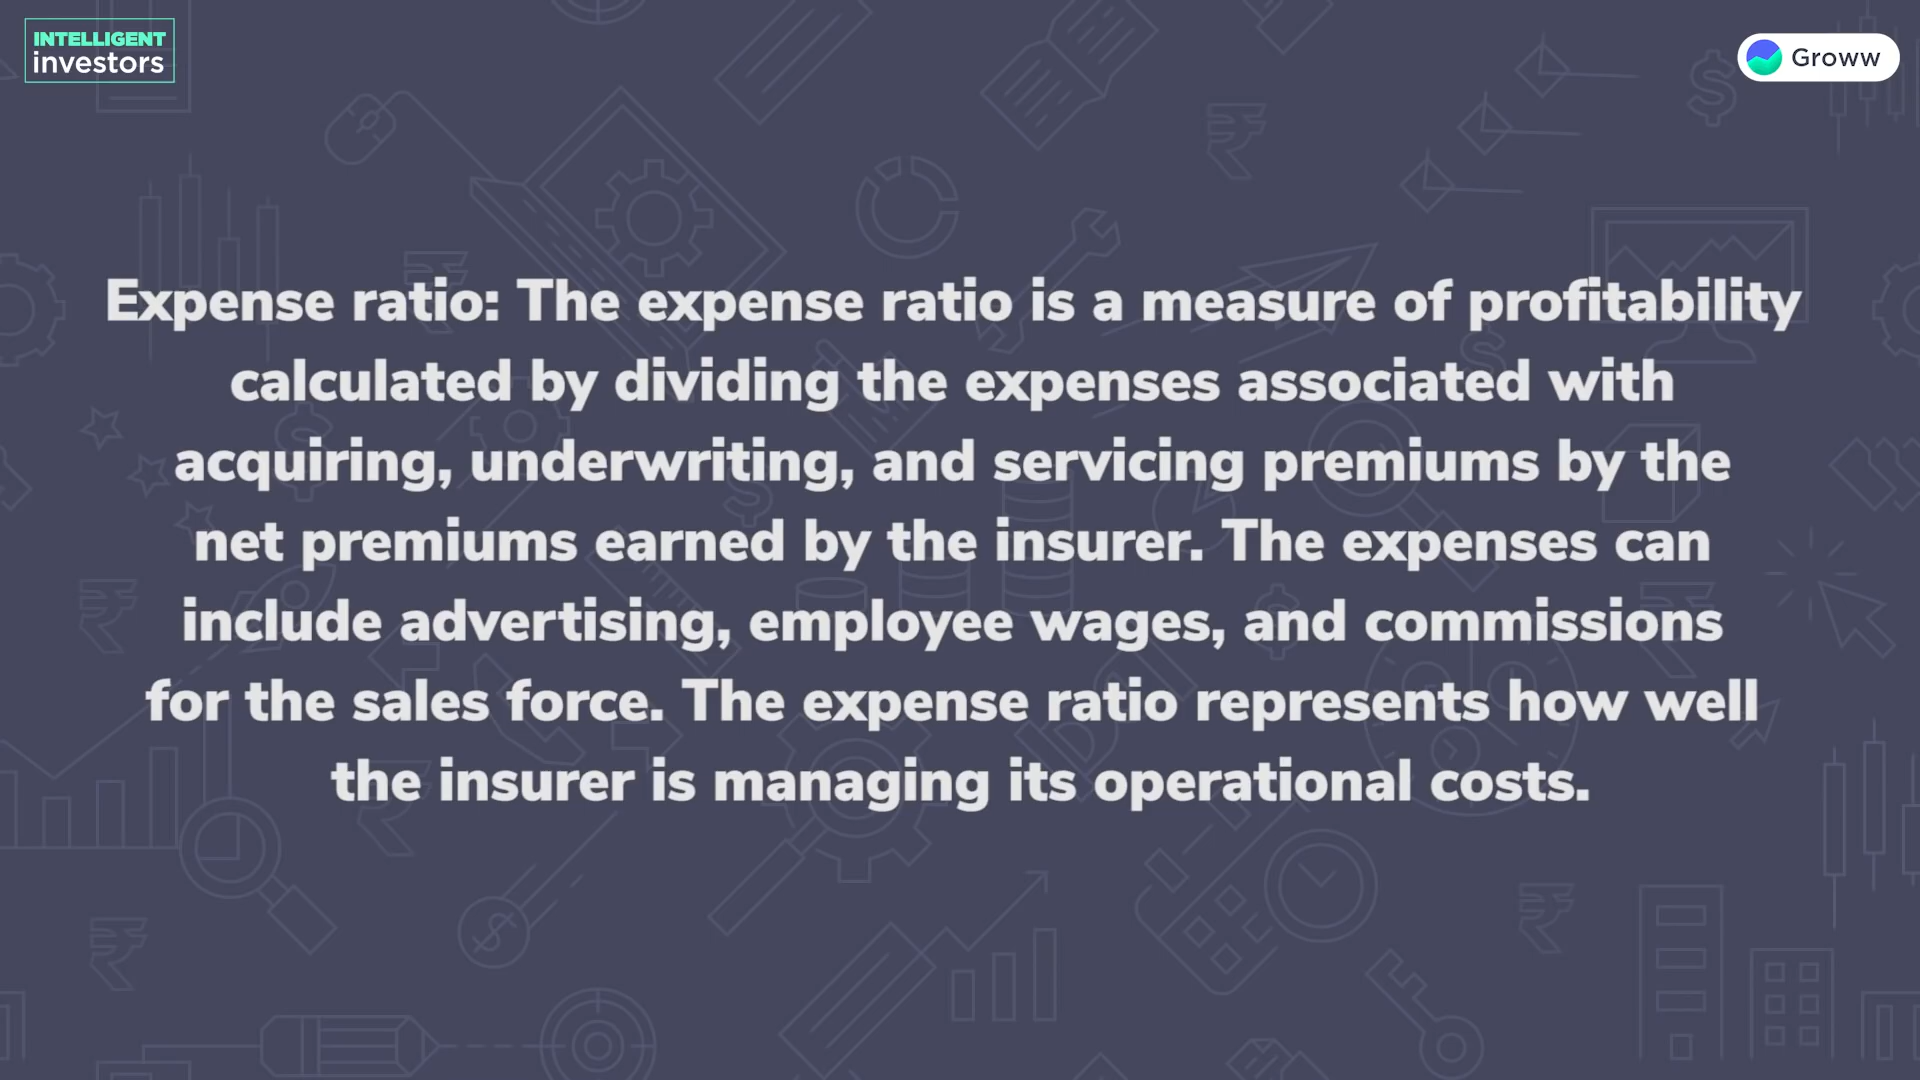 INTELLIGENT
investors
Groww
Expense ratio: The expense ratio is a measure of profitability
calculated by dividing the expenses associated with
acquiring, underwriting, and servicing premiums by the
net premiums earned by the insurer. The expenses can
include advertising, employee wages, and commissions
for the sales force. The expense ratio represents how well
the insurer is managing its operational costs.